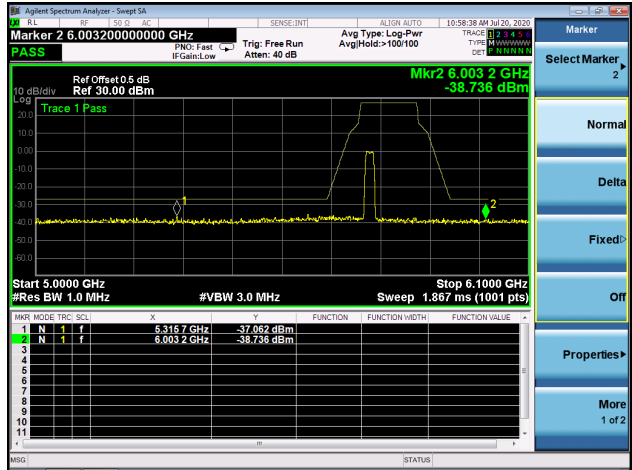 Agilent Spectrum Analyzer - Swept SA
RL RF 50 Ω AC SENSE:INT ALIGN AUTO 10:58:38 AM Jul 20, 2020
Marker 2 6.003200000000 GHz
PNO: Fast
IFGain:Low
Trig: Free Run
Atten: 40 dB
Avg Type: Log-Pwr
Avg|Hold:>100/100
TRACE 1 2 3 4 5 6
TYPE M WWWWW
DET P N N N N N
PASS
Ref Offset 0.5 dB
10 dB/div Ref 30.00 dBm
Log
Mkr2 6.003 2 GHz
-38.736 dBm
Trace 1 Pass
20.0
10.0
0.00
-10.0
-20.0
-30.0
-40.0
-50.0
-60.0
1
2
Start 5.0000 GHz Stop 6.1000 GHz
#Res BW 1.0 MHz #VBW 3.0 MHz Sweep 1.867 ms (1001 pts)
MKR MODE TRC SCL X Y FUNCTION FUNCTION WIDTH FUNCTION VALUE
1 N 1 f 5.315 7 GHz -37.062 dBm
2 N 1 f 6.003 2 GHz -38.736 dBm
3
4
5
6
7
8
9
10
11
MSG STATUS
Marker
Select Marker
2
Normal
Delta
Fixed
Off
Properties
More
1 of 2